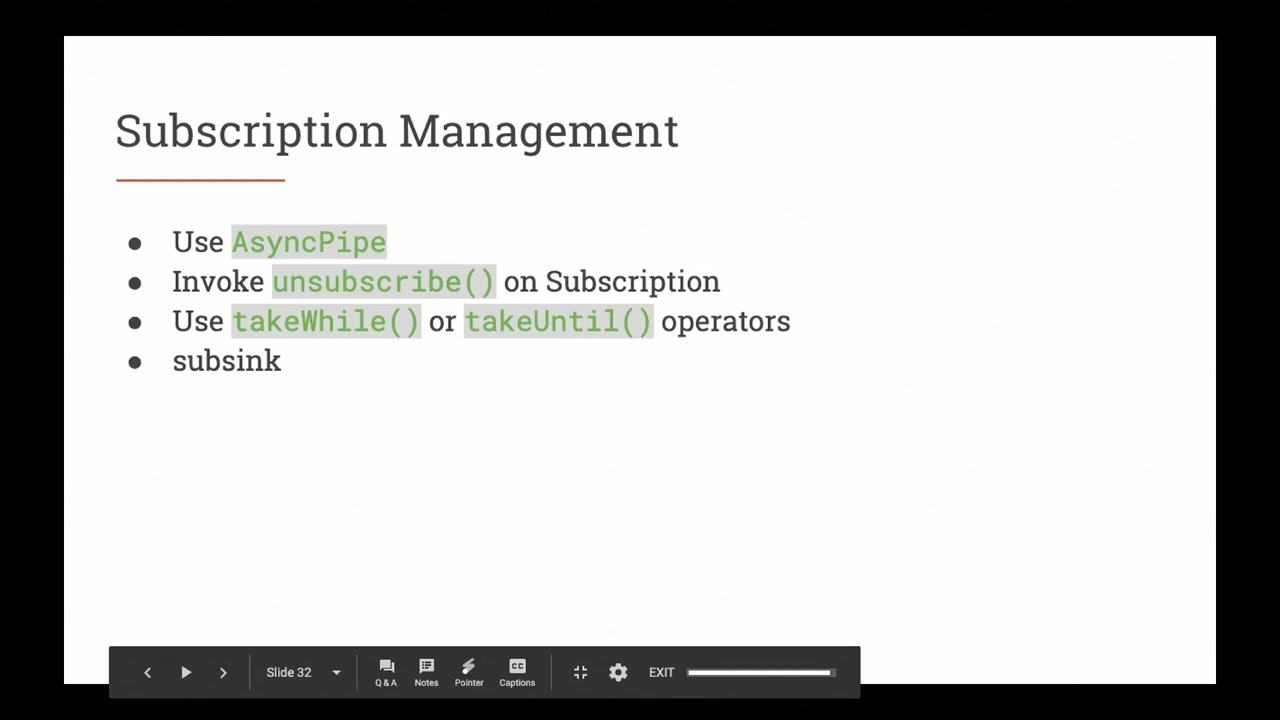 Subscription Management
● Use AsyncPipe
● Invoke unsubscribe() on Subscription
● Use takeWhile() or takeUntil() operators
● subsink
Slide 32
Q & A
Notes
Pointer
CC
Captions
EXIT